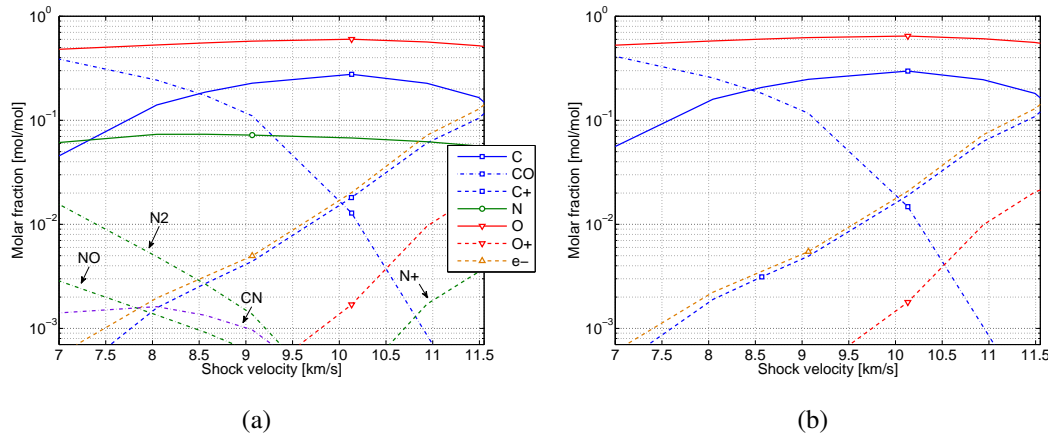 10^0
10^-1
10^-2
10^-3
Molar fraction [mol/mol]
7 7.5 8 8.5 9 9.5 10 10.5 11 11.5
Shock velocity [km/s]
N2
NO
CN
N+
C
CO
C+
N
O
O+
e−
(a)
10^0
10^-1
10^-2
10^-3
Molar fraction [mol/mol]
7 7.5 8 8.5 9 9.5 10 10.5 11 11.5
Shock velocity [km/s]
(b)